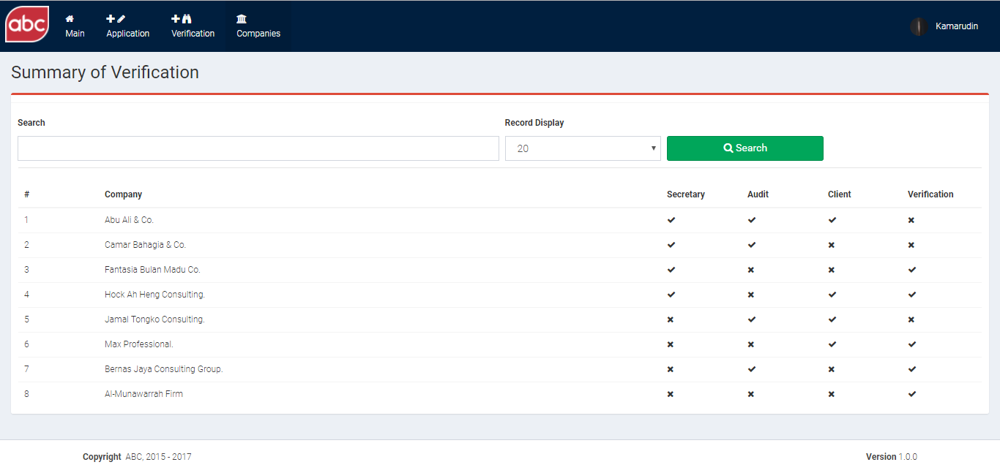 abc
Main
Application
Verification
Companies
Kamarudin
Summary of Verification
Search Record Display
20 ▾ Search
# Company Secretary Audit Client Verification
1 Abu Ali & Co. ✔ ✔ ✔ ✖
2 Camar Bahagia & Co. ✔ ✔ ✖ ✖
3 Fantasia Bulan Madu Co. ✔ ✖ ✖ ✔
4 Hock Ah Heng Consulting. ✔ ✖ ✔ ✔
5 Jamal Tongko Consulting. ✖ ✔ ✔ ✖
6 Max Professional. ✖ ✖ ✔ ✔
7 Bernas Jaya Consulting Group. ✖ ✔ ✖ ✔
8 Al-Munawarrah Firm ✖ ✖ ✖ ✔
Copyright ABC, 2015 - 2017 Version 1.0.0